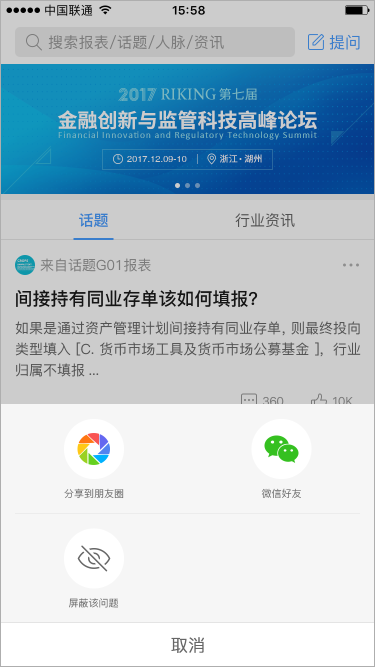 中国联通 15:58
搜索报表/话题/人脉/资讯 提问
2017 RIKING 第七届
金融创新与监管科技高峰论坛
Financial Innovation and Regulatory Technology Summit
2017.12.09-10 | 浙江·湖州
话题 行业资讯
来自话题G01报表
间接持有同业存单该如何填报?
如果是通过资产管理计划间接持有同业存单, 则最终投向
类型填入 [C. 货币市场工具及货币市场公募基金 ], 行业
归属不填报 ...
360 10K
分享到朋友圈 微信好友
屏蔽该问题
取消